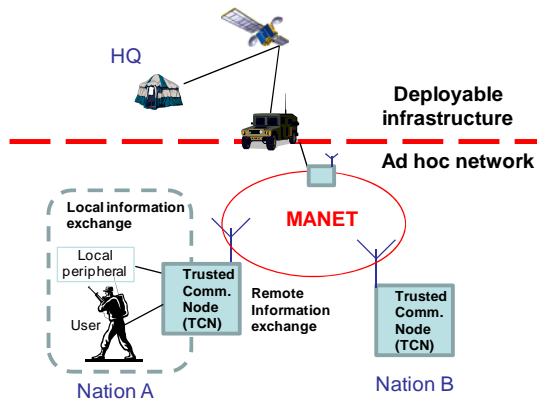 HQ
Deployable
infrastructure
Ad hoc network
MANET
Local information
exchange
Local
peripheral
User
Trusted
Comm.
Node
(TCN)
Remote
Information
exchange
Trusted
Comm.
Node
(TCN)
Nation A
Nation B